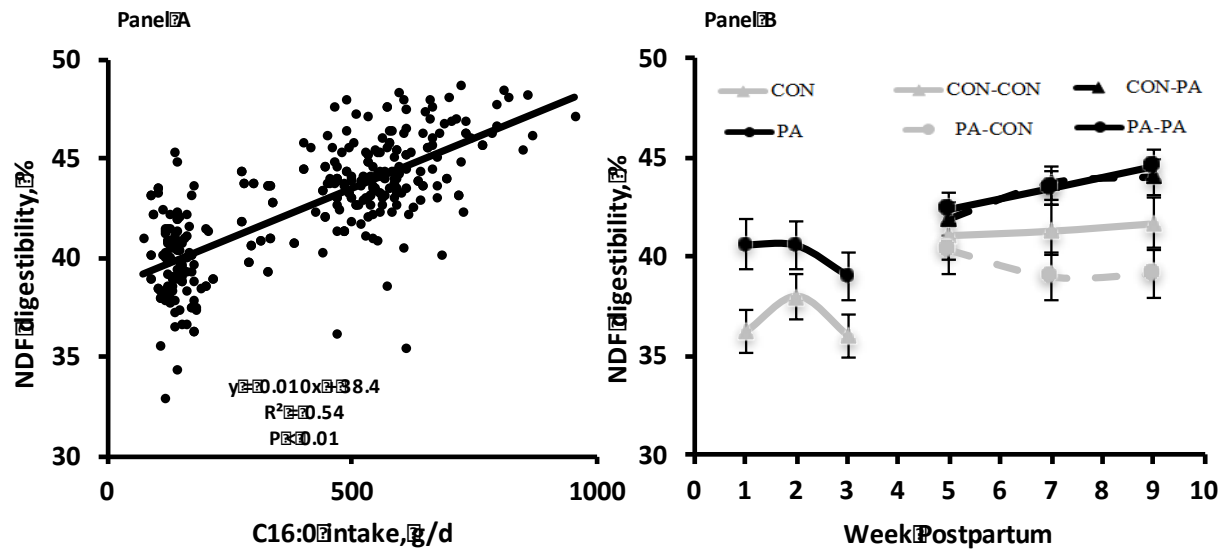 Panel A
NDF digestibility, %
50
45
40
35
30
y = 0.010x + 38.4
R² = 0.54
P < 0.01
0 500 1000
C16:0 intake, g/d
Panel B
NDF digestibility, %
50
45
40
35
30
CON CON-CON CON-PA
PA PA-CON PA-PA
0 1 2 3 4 5 6 7 8 9 10
Week Postpartum